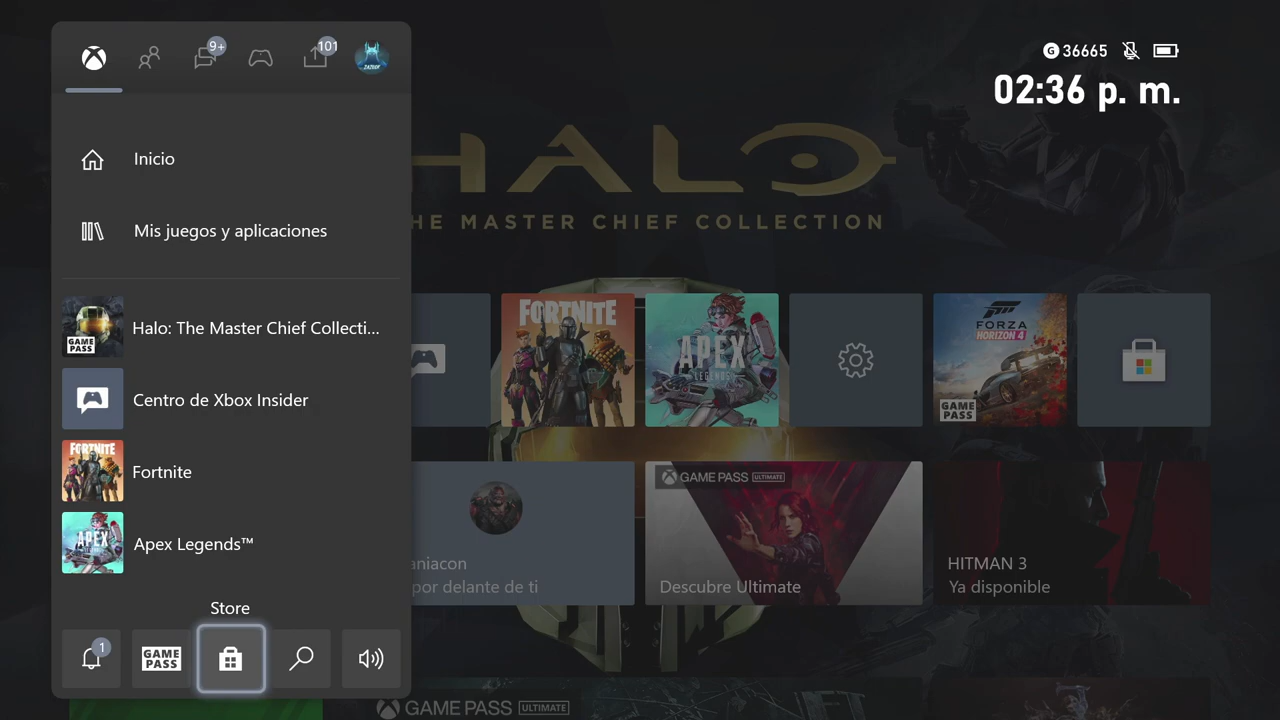 9+
101
ZAZEOF
G 36665
02:36 p. m.
HALO
THE MASTER CHIEF COLLECTION
Inicio
Mis juegos y aplicaciones
GAME PASS
Halo: The Master Chief Collecti...
Centro de Xbox Insider
FORTNITE
Fortnite
APEX
Apex Legends™
Store
1
GAME PASS
FORTNITE
APEX
LEGENDS
FORZA
HORIZON 4
GAME PASS
aniacon
por delante de ti
GAME PASS ULTIMATE
Descubre Ultimate
HITMAN 3
Ya disponible
GAME PASS ULTIMATE